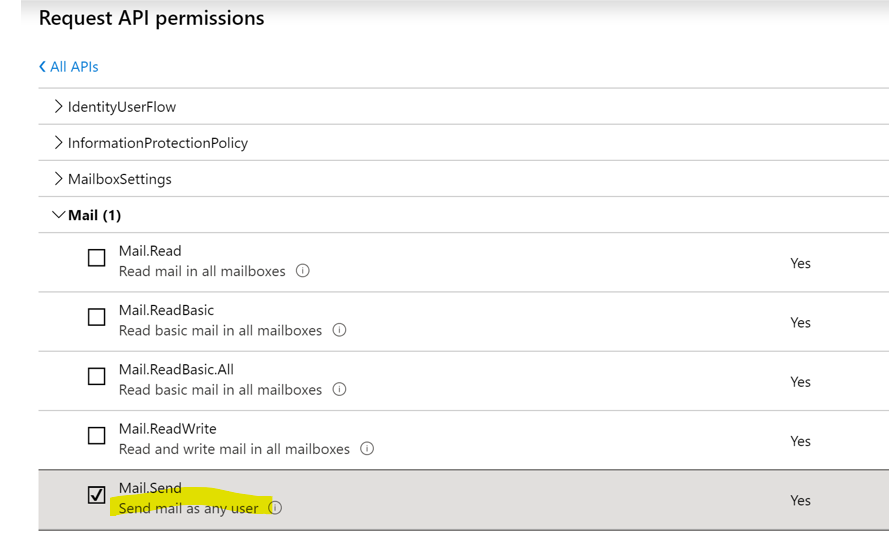 Request API permissions
All APIs
IdentityUserFlow
InformationProtectionPolicy
MailboxSettings
Mail (1)
Mail.Read
Read mail in all mailboxes
Yes
Mail.ReadBasic
Read basic mail in all mailboxes
Yes
Mail.ReadBasic.All
Read basic mail in all mailboxes
Yes
Mail.ReadWrite
Read and write mail in all mailboxes
Yes
Mail.Send
Send mail as any user
Yes